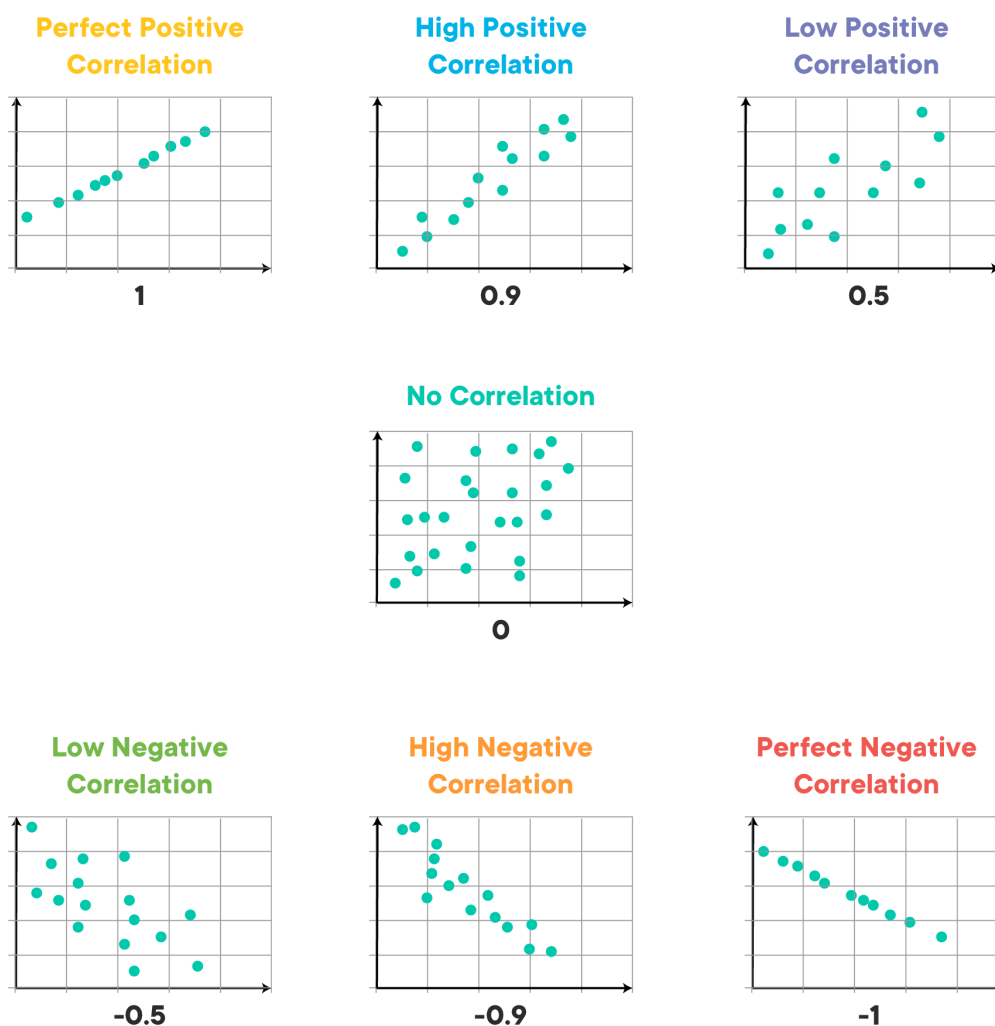 Perfect Positive
Correlation
1
High Positive
Correlation
0.9
Low Positive
Correlation
0.5
No Correlation
0
Low Negative
Correlation
-0.5
High Negative
Correlation
-0.9
Perfect Negative
Correlation
-1